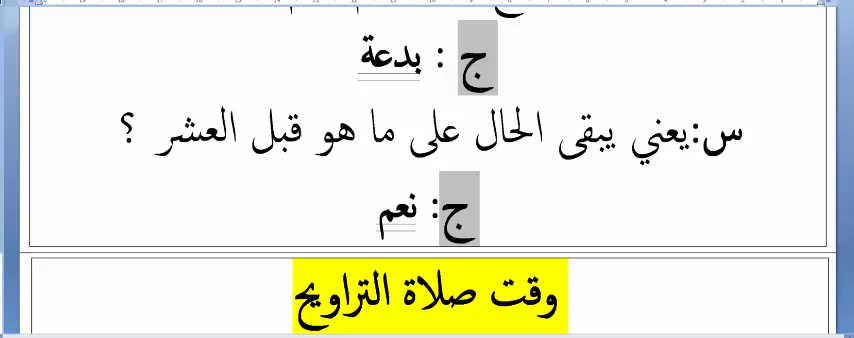 ج : بدعة
س:يعني يبقى الحال على ما هو قبل العشر ؟
ج: نعم
وقت صلاة التراويح